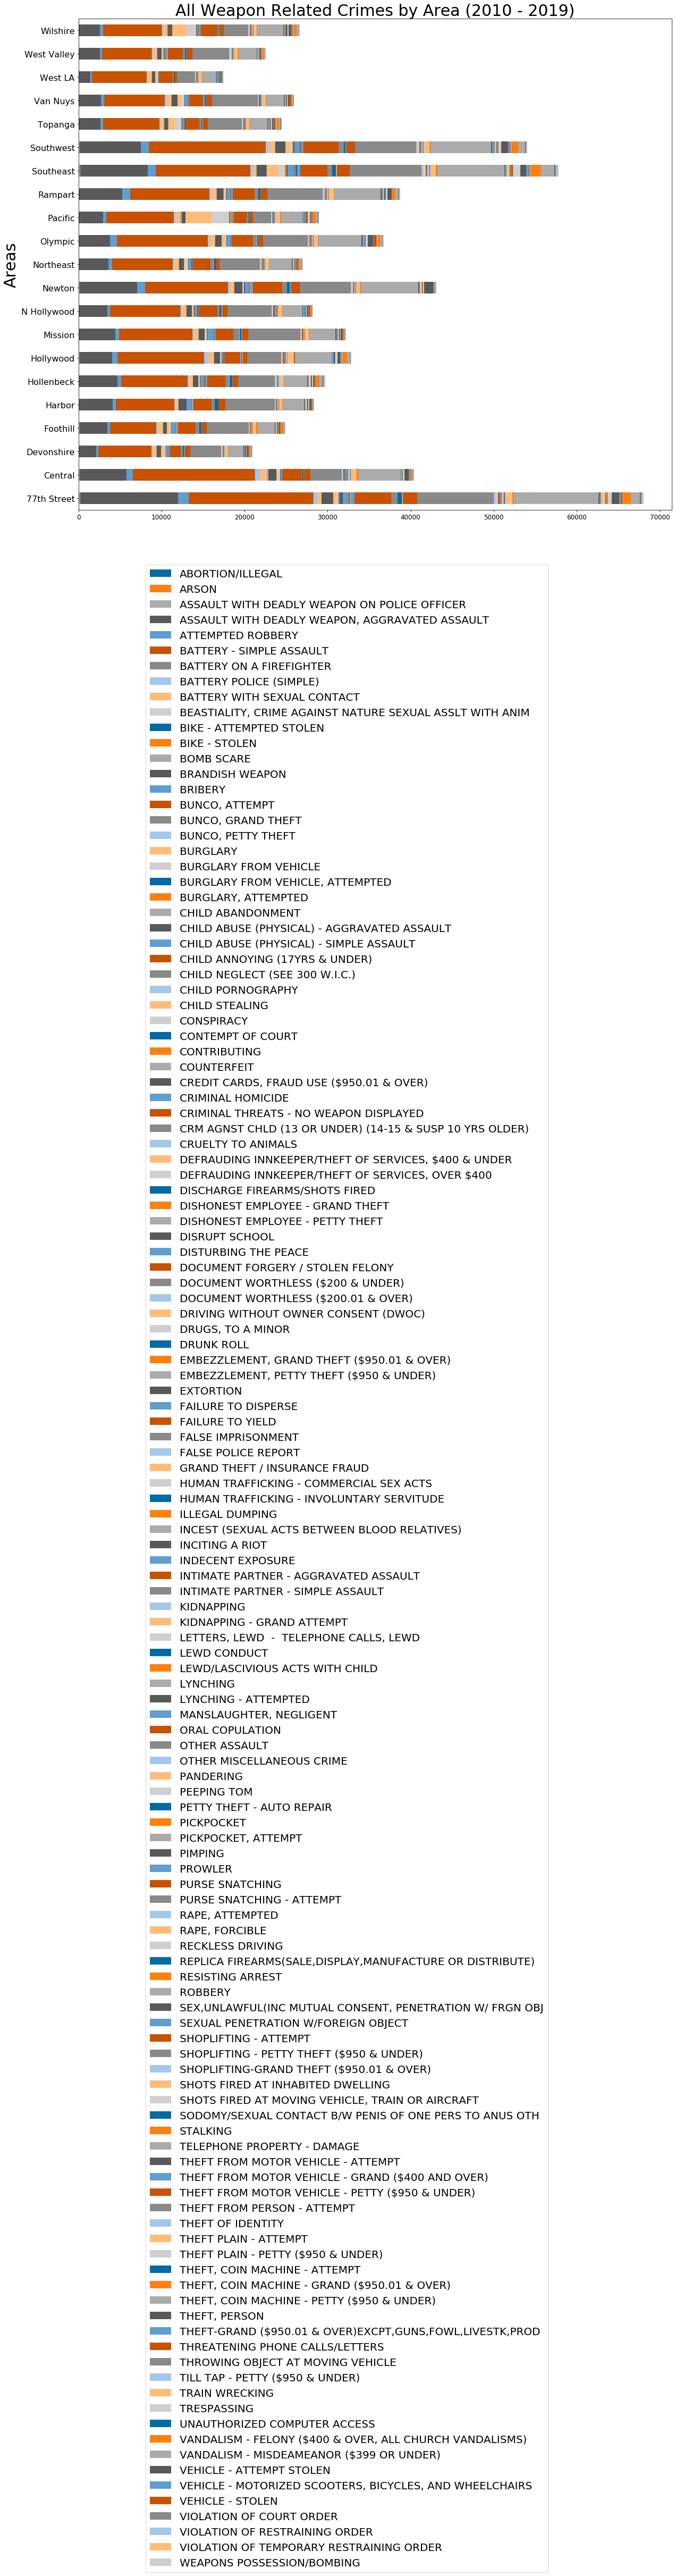 All Weapon Related Crimes by Area (2010 - 2019)
Areas
Wilshire
West Valley
West LA
Van Nuys
Topanga
Southwest
Southeast
Rampart
Pacific
Olympic
Northeast
Newton
N Hollywood
Mission
Hollywood
Hollenbeck
Harbor
Foothill
Devonshire
Central
77th Street
0 10000 20000 30000 40000 50000 60000 70000
ABORTION/ILLEGAL
ARSON
ASSAULT WITH DEADLY WEAPON ON POLICE OFFICER
ASSAULT WITH DEADLY WEAPON, AGGRAVATED ASSAULT
ATTEMPTED ROBBERY
BATTERY - SIMPLE ASSAULT
BATTERY ON A FIREFIGHTER
BATTERY POLICE (SIMPLE)
BATTERY WITH SEXUAL CONTACT
BEASTIALITY, CRIME AGAINST NATURE SEXUAL ASSLT WITH ANIM
BIKE - ATTEMPTED STOLEN
BIKE - STOLEN
BOMB SCARE
BRANDISH WEAPON
BRIBERY
BUNCO, ATTEMPT
BUNCO, GRAND THEFT
BUNCO, PETTY THEFT
BURGLARY
BURGLARY FROM VEHICLE
BURGLARY FROM VEHICLE, ATTEMPTED
BURGLARY, ATTEMPTED
CHILD ABANDONMENT
CHILD ABUSE (PHYSICAL) - AGGRAVATED ASSAULT
CHILD ABUSE (PHYSICAL) - SIMPLE ASSAULT
CHILD ANNOYING (17YRS & UNDER)
CHILD NEGLECT (SEE 300 W.I.C.)
CHILD PORNOGRAPHY
CHILD STEALING
CONSPIRACY
CONTEMPT OF COURT
CONTRIBUTING
COUNTERFEIT
CREDIT CARDS, FRAUD USE ($950.01 & OVER)
CRIMINAL HOMICIDE
CRIMINAL THREATS - NO WEAPON DISPLAYED
CRM AGNST CHLD (13 OR UNDER) (14-15 & SUSP 10 YRS OLDER)
CRUELTY TO ANIMALS
DEFRAUDING INNKEEPER/THEFT OF SERVICES, $400 & UNDER
DEFRAUDING INNKEEPER/THEFT OF SERVICES, OVER $400
DISCHARGE FIREARMS/SHOTS FIRED
DISHONEST EMPLOYEE - GRAND THEFT
DISHONEST EMPLOYEE - PETTY THEFT
DISRUPT SCHOOL
DISTURBING THE PEACE
DOCUMENT FORGERY / STOLEN FELONY
DOCUMENT WORTHLESS ($200 & UNDER)
DOCUMENT WORTHLESS ($200.01 & OVER)
DRIVING WITHOUT OWNER CONSENT (DWOC)
DRUGS, TO A MINOR
DRUNK ROLL
EMBEZZLEMENT, GRAND THEFT ($950.01 & OVER)
EMBEZZLEMENT, PETTY THEFT ($950 & UNDER)
EXTORTION
FAILURE TO DISPERSE
FAILURE TO YIELD
FALSE IMPRISONMENT
FALSE POLICE REPORT
GRAND THEFT / INSURANCE FRAUD
HUMAN TRAFFICKING - COMMERCIAL SEX ACTS
HUMAN TRAFFICKING - INVOLUNTARY SERVITUDE
ILLEGAL DUMPING
INCEST (SEXUAL ACTS BETWEEN BLOOD RELATIVES)
INCITING A RIOT
INDECENT EXPOSURE
INTIMATE PARTNER - AGGRAVATED ASSAULT
INTIMATE PARTNER - SIMPLE ASSAULT
KIDNAPPING
KIDNAPPING - GRAND ATTEMPT
LETTERS, LEWD  -  TELEPHONE CALLS, LEWD
LEWD CONDUCT
LEWD/LASCIVIOUS ACTS WITH CHILD
LYNCHING
LYNCHING - ATTEMPTED
MANSLAUGHTER, NEGLIGENT
ORAL COPULATION
OTHER ASSAULT
OTHER MISCELLANEOUS CRIME
PANDERING
PEEPING TOM
PETTY THEFT - AUTO REPAIR
PICKPOCKET
PICKPOCKET, ATTEMPT
PIMPING
PROWLER
PURSE SNATCHING
PURSE SNATCHING - ATTEMPT
RAPE, ATTEMPTED
RAPE, FORCIBLE
RECKLESS DRIVING
REPLICA FIREARMS(SALE,DISPLAY,MANUFACTURE OR DISTRIBUTE)
RESISTING ARREST
ROBBERY
SEX,UNLAWFUL(INC MUTUAL CONSENT, PENETRATION W/ FRGN OBJ
SEXUAL PENETRATION W/FOREIGN OBJECT
SHOPLIFTING - ATTEMPT
SHOPLIFTING - PETTY THEFT ($950 & UNDER)
SHOPLIFTING-GRAND THEFT ($950.01 & OVER)
SHOTS FIRED AT INHABITED DWELLING
SHOTS FIRED AT MOVING VEHICLE, TRAIN OR AIRCRAFT
SODOMY/SEXUAL CONTACT B/W PENIS OF ONE PERS TO ANUS OTH
STALKING
TELEPHONE PROPERTY - DAMAGE
THEFT FROM MOTOR VEHICLE - ATTEMPT
THEFT FROM MOTOR VEHICLE - GRAND ($400 AND OVER)
THEFT FROM MOTOR VEHICLE - PETTY ($950 & UNDER)
THEFT FROM PERSON - ATTEMPT
THEFT OF IDENTITY
THEFT PLAIN - ATTEMPT
THEFT PLAIN - PETTY ($950 & UNDER)
THEFT, COIN MACHINE - ATTEMPT
THEFT, COIN MACHINE - GRAND ($950.01 & OVER)
THEFT, COIN MACHINE - PETTY ($950 & UNDER)
THEFT, PERSON
THEFT-GRAND ($950.01 & OVER)EXCPT,GUNS,FOWL,LIVESTK,PROD
THREATENING PHONE CALLS/LETTERS
THROWING OBJECT AT MOVING VEHICLE
TILL TAP - PETTY ($950 & UNDER)
TRAIN WRECKING
TRESPASSING
UNAUTHORIZED COMPUTER ACCESS
VANDALISM - FELONY ($400 & OVER, ALL CHURCH VANDALISMS)
VANDALISM - MISDEAMEANOR ($399 OR UNDER)
VEHICLE - ATTEMPT STOLEN
VEHICLE - MOTORIZED SCOOTERS, BICYCLES, AND WHEELCHAIRS
VEHICLE - STOLEN
VIOLATION OF COURT ORDER
VIOLATION OF RESTRAINING ORDER
VIOLATION OF TEMPORARY RESTRAINING ORDER
WEAPONS POSSESSION/BOMBING